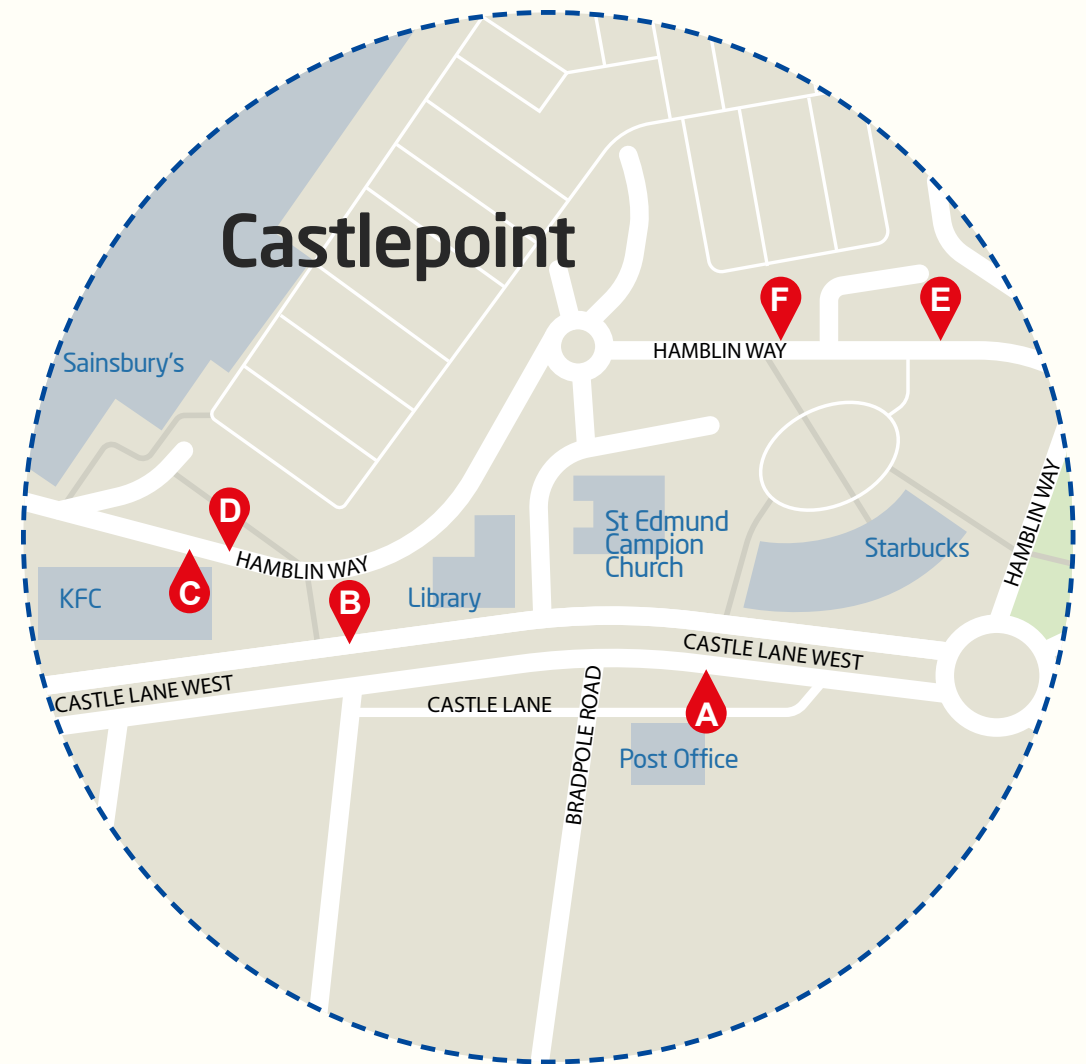 Castlepoint
F
E
Sainsbury's
HAMBLIN WAY
HAMBLIN WAY
D
St Edmund
Campion
Church
Starbucks
HAMBLIN WAY
KFC
C
B
Library
CASTLE LANE WEST
CASTLE LANE WEST
CASTLE LANE
A
BRADPOLE ROAD
Post Office